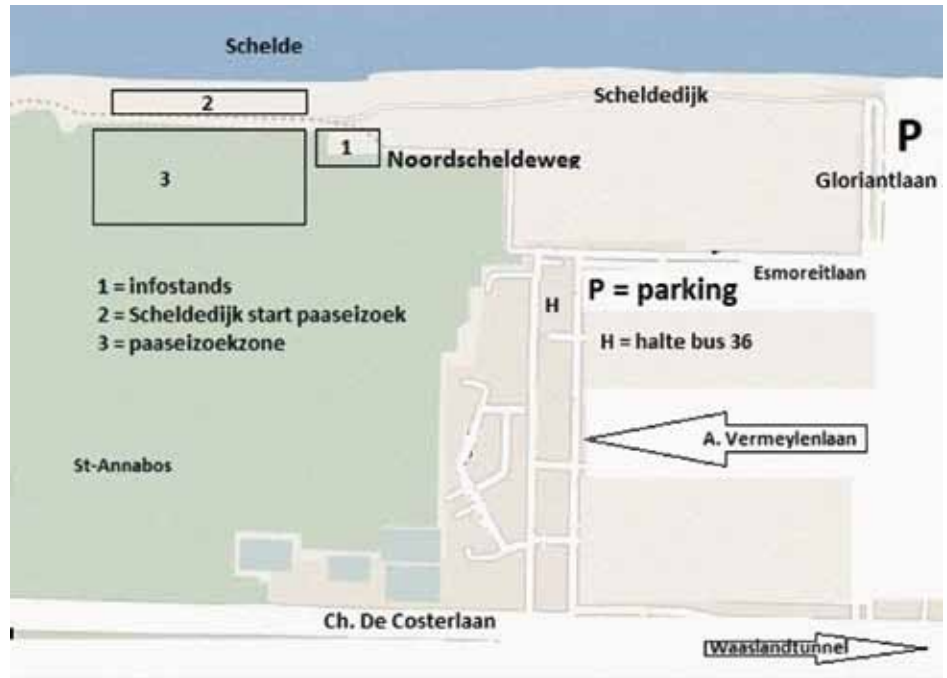 Schelde
2
Scheldedijk
P
1
Noordscheldeweg
3
Gloriantlaan
Esmoreitlaan
1 = infostands
P = parking
2 = Scheldedijk start paaseizoek
H
3 = paaseizoekzone
H = halte bus 36
A. Vermeylenlaan
St-Annabos
Ch. De Costerlaan
Waaslandtunnel